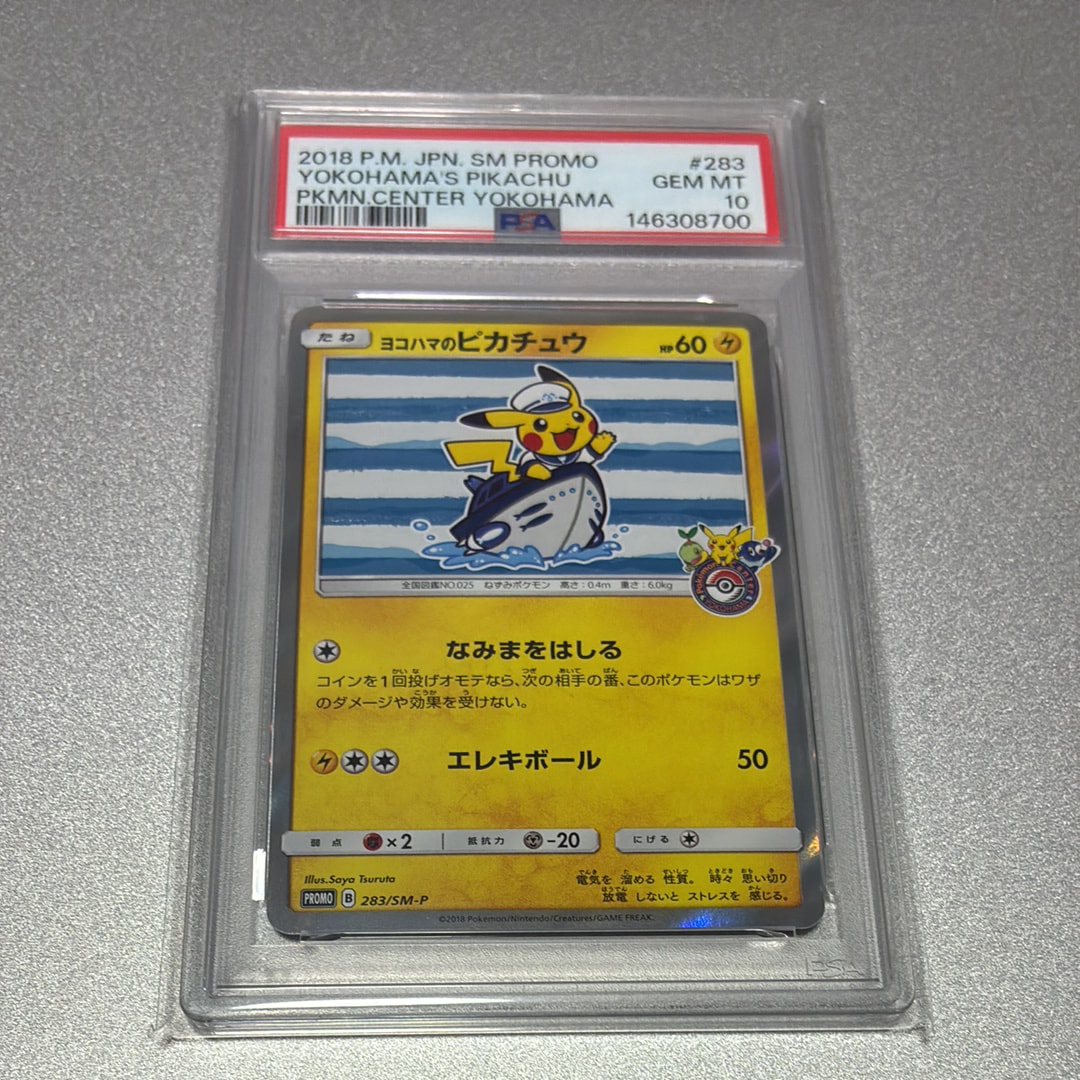 2018 P.M. JPN. SM PROMO #283
YOKOHAMA'S PIKACHU GEM MT
PKMN.CENTER YOKOHAMA 10
PSA 146308700
たね ヨコハマのピカチュウ HP60
全国図鑑NO.025 ねずみポケモン 高さ:0.4m 重さ:6.0kg
Pokémon Center
YOKOHAMA
なみまをはしる
コインを1回投げオモテなら、次の相手の番、このポケモンはワザ
のダメージや効果を受けない。
エレキボール 50
弱点 ×2 抵抗力 -20 にげる
Illus.Saya Tsuruta
電気を 溜める 性質。 時々 思い切り
放電 しないと ストレスを 感じる。
PROMO B 283/SM-P
©2018 Pokémon/Nintendo/Creatures/GAME FREAK.
PSA